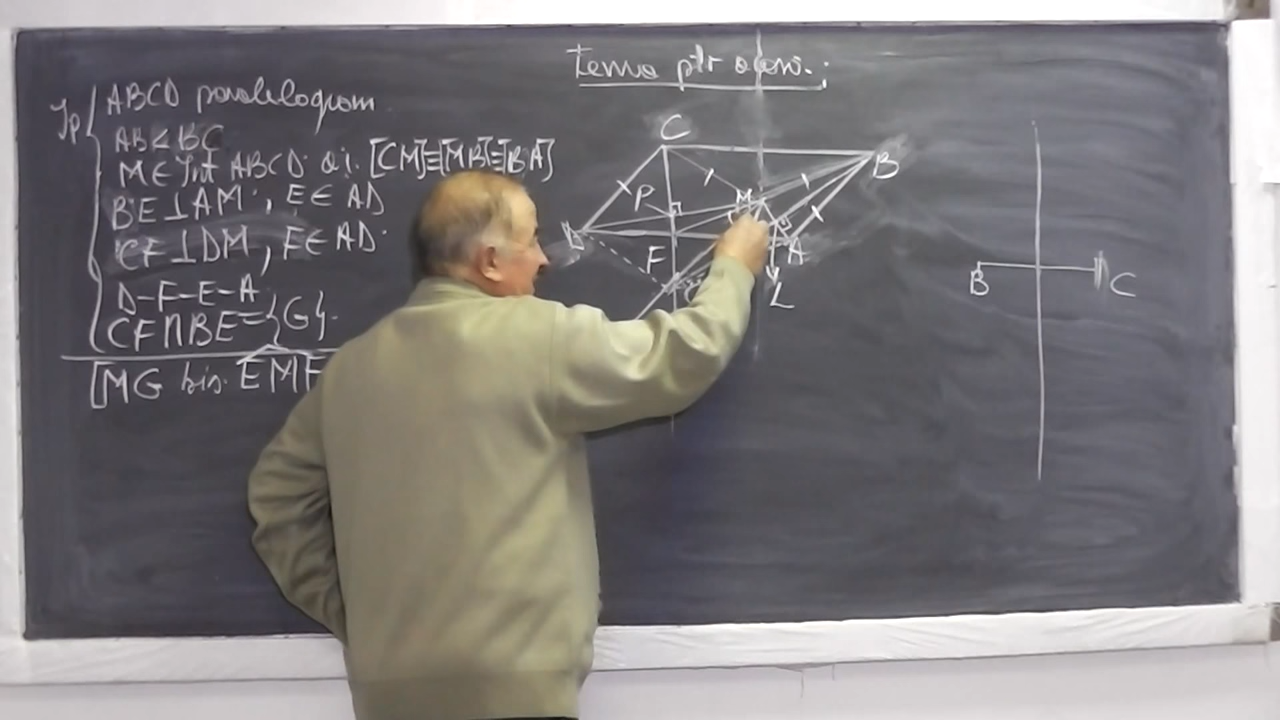 Tema ptr acasă:
Ip { ABCD paralelogram
AB < BC
M ∈ Int ABCD a.î. [CM] ≡ [MB] ≡ [BA]
BE ⊥ AM ; E ∈ AD
CF ⊥ DM , F ∈ AD
D-F-E-A
CF ∩ BE = {G}.
[MG bis. EMF
C
B
P
M
D
A
F
L
B
C